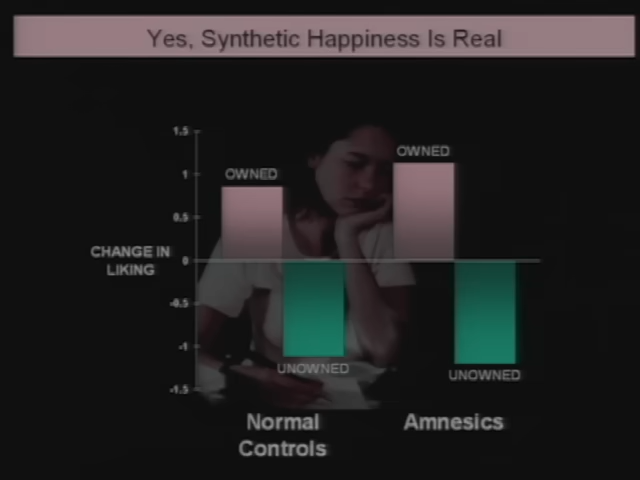 Yes, Synthetic Happiness Is Real
1.5
1
0.5
0
-0.5
-1
-1.5
CHANGE IN
LIKING
OWNED
UNOWNED
OWNED
UNOWNED
Normal
Controls
Amnesics